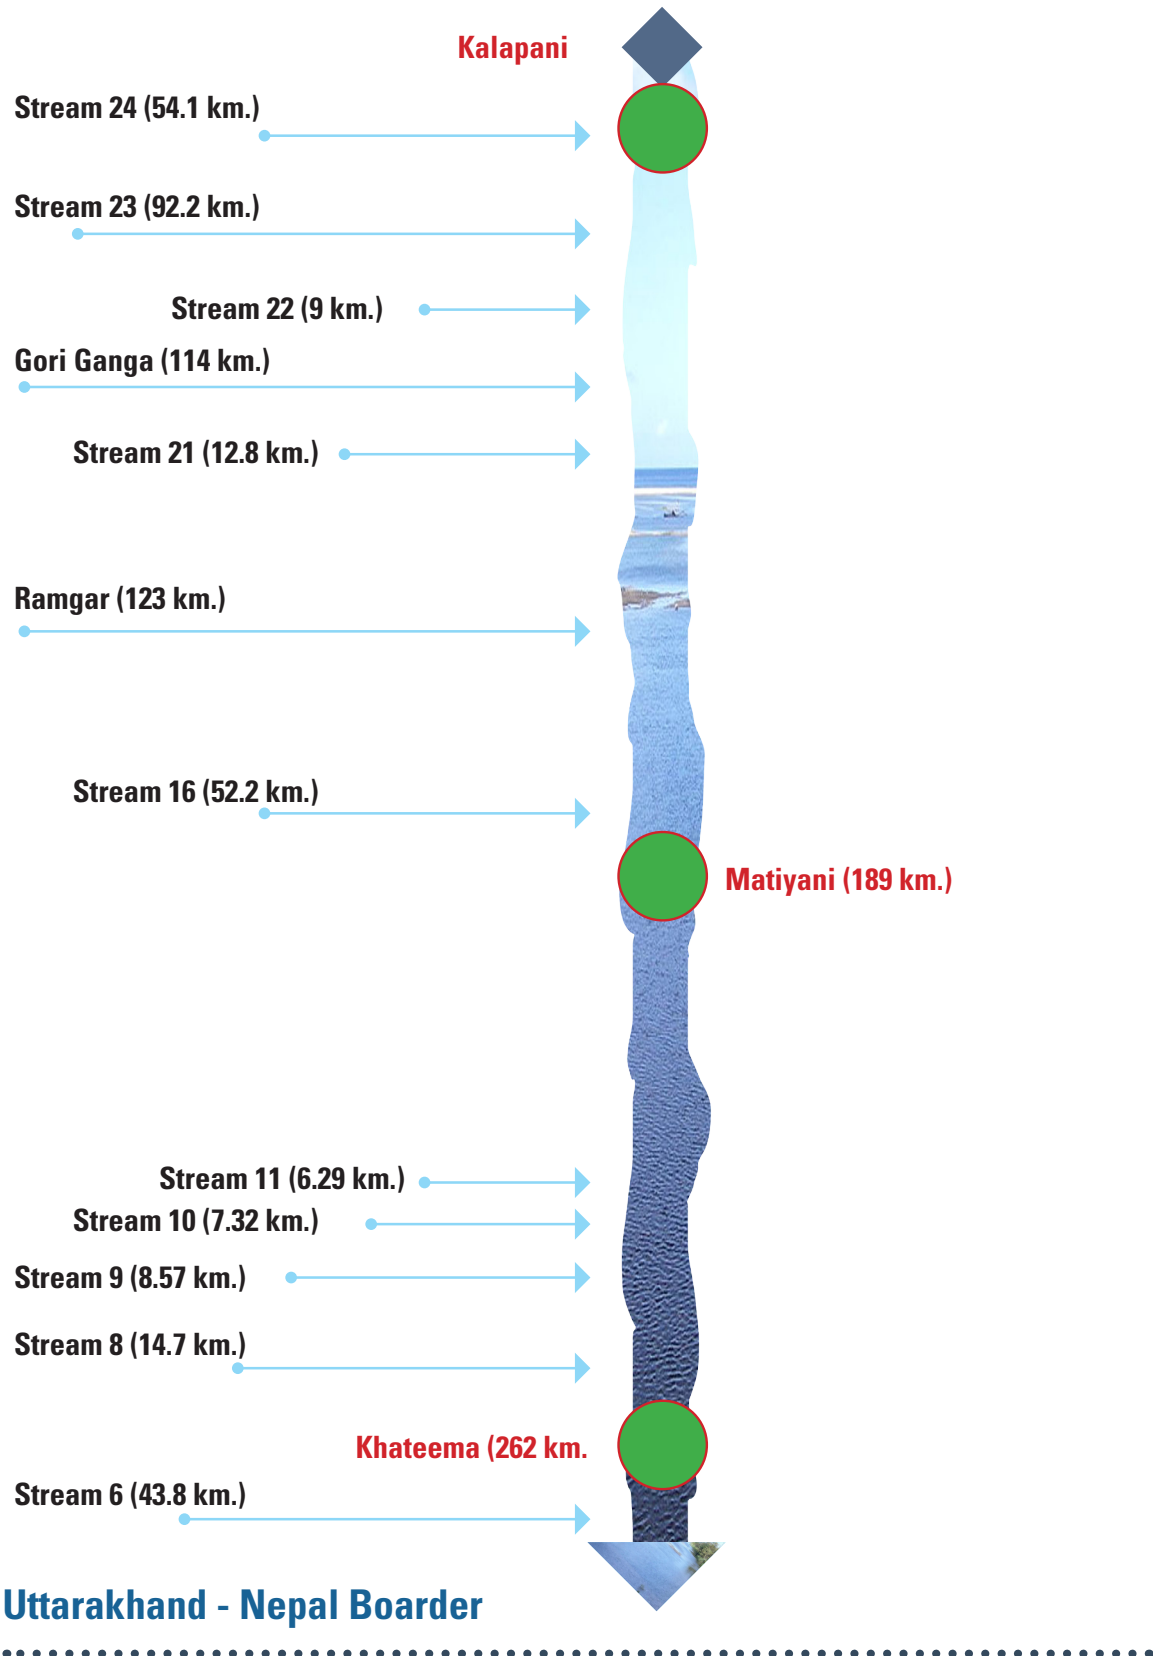 Kalapani
Stream 24 (54.1 km.)
Stream 23 (92.2 km.)
Stream 22 (9 km.)
Gori Ganga (114 km.)
Stream 21 (12.8 km.)
Ramgar (123 km.)
Stream 16 (52.2 km.)
Matiyani (189 km.)
Stream 11 (6.29 km.)
Stream 10 (7.32 km.)
Stream 9 (8.57 km.)
Stream 8 (14.7 km.)
Khateema (262 km.
Stream 6 (43.8 km.)
Uttarakhand - Nepal Boarder